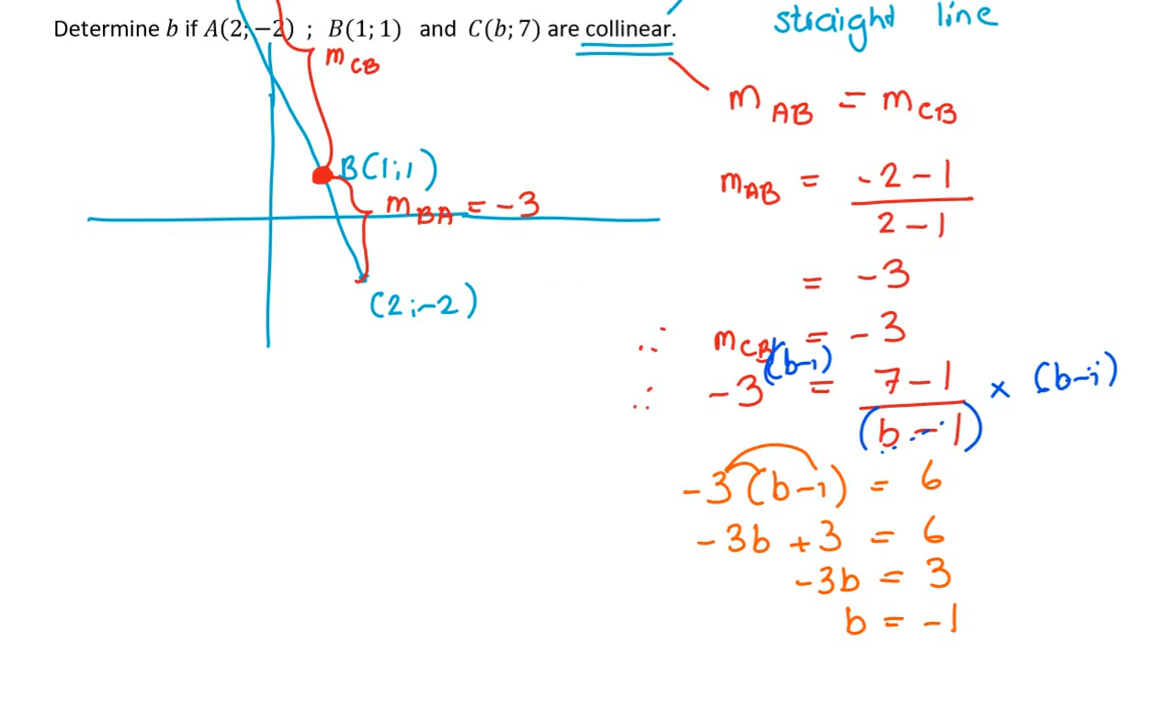 straight line
Determine b if A(2; −2) ; B(1; 1) and C(b; 7) are collinear.
m CB
m AB = m CB
B(1;1)
m AB = -2-1
2-1
m BA = -3
= -3
(2;-2)
∴ m CB = -3
∴ -3 (b-1) = 7-1 × (b-1)
(b-1)
-3(b-1) = 6
-3b + 3 = 6
-3b = 3
b = -1